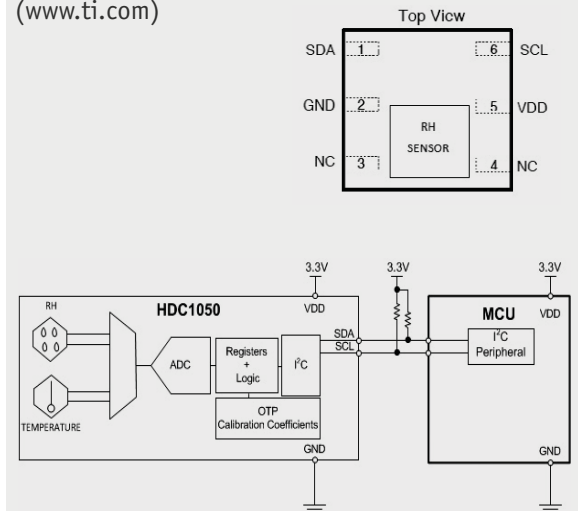 (www.ti.com)
Top View
SDA 1 6 SCL
GND 2 5 VDD
RH
SENSOR
NC 3 4 NC
3.3V 3.3V 3.3V
RH HDC1050 VDD MCU VDD
SDA
SCL
ADC
Registers
+
Logic
I²C
I²C
Peripheral
TEMPERATURE
OTP
Calibration Coefficients
GND GND